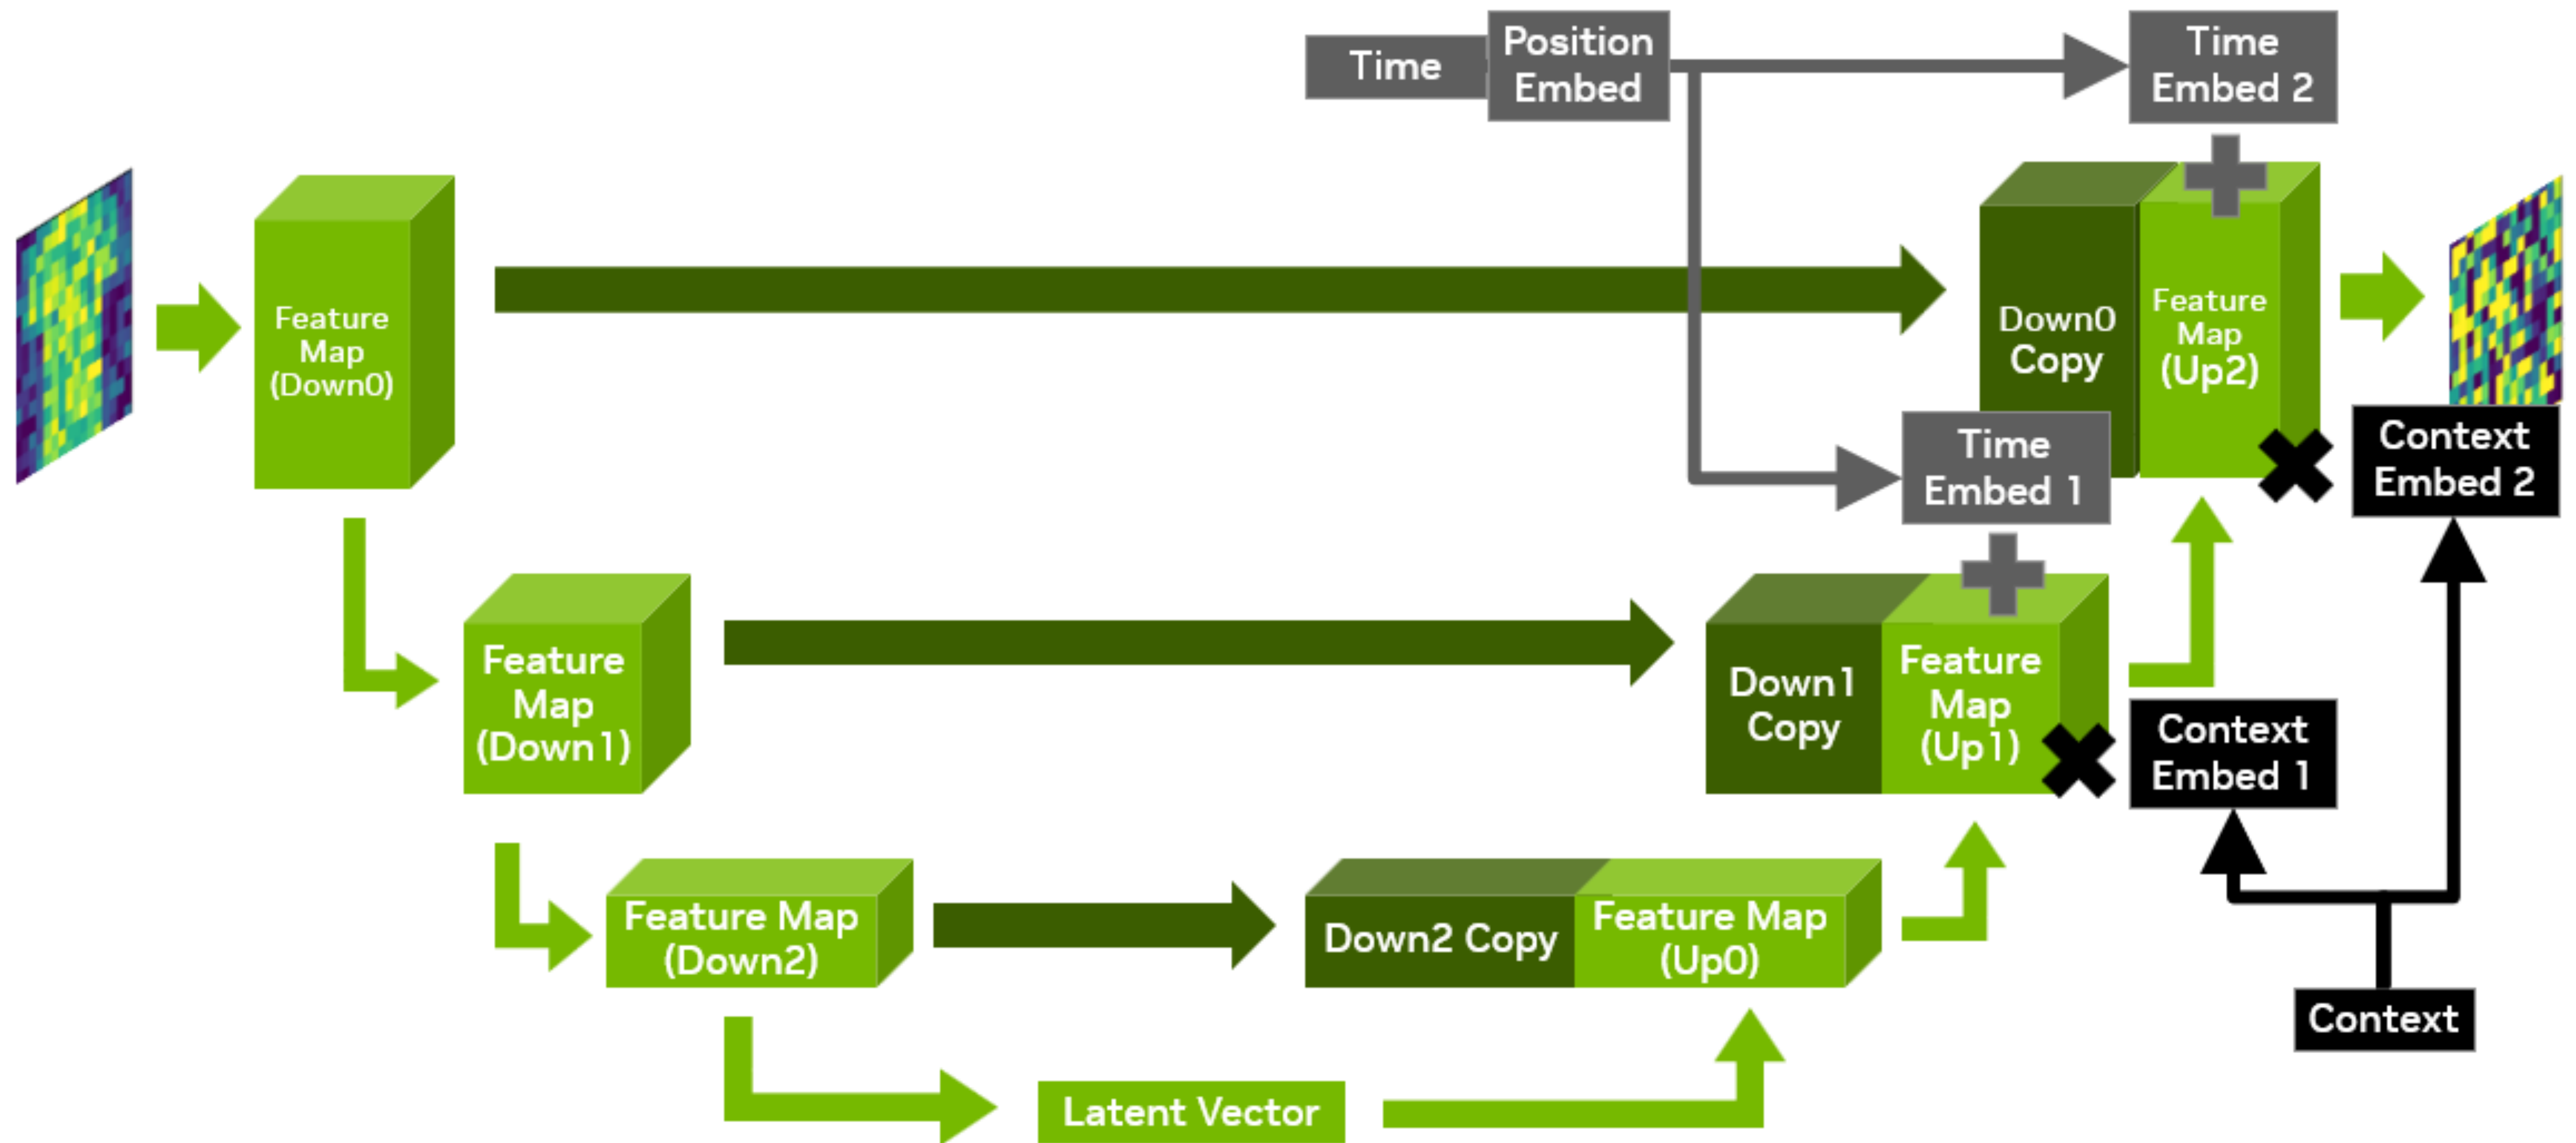 Time
Position
Embed
Time
Embed 2
Feature
Map
(Down0)
Down0
Copy
Feature
Map
(Up2)
Time
Embed 1
Context
Embed 2
Feature
Map
(Down1)
Down1
Copy
Feature
Map
(Up1)
Context
Embed 1
Feature Map
(Down2)
Down2 Copy
Feature Map
(Up0)
Context
Latent Vector